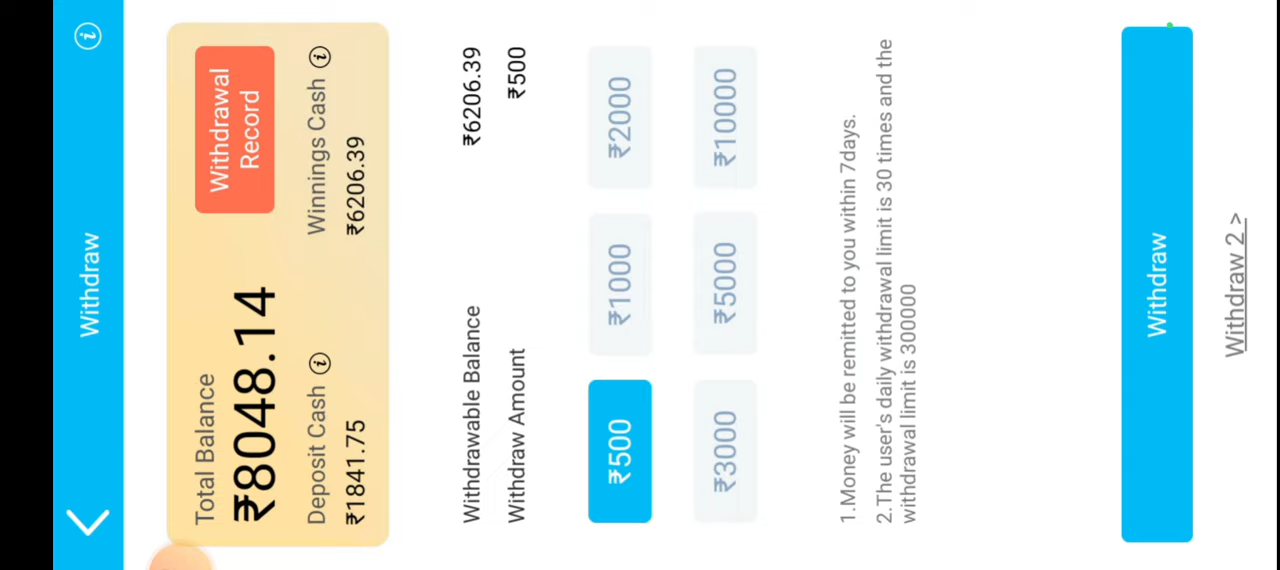 Withdraw
Total Balance
₹8048.14
Withdrawal
Record
Deposit Cash
Winnings Cash
₹1841.75
₹6206.39
Withdrawable Balance
₹6206.39
Withdraw Amount
₹500
₹500
₹1000
₹2000
₹3000
₹5000
₹10000
1.Money will be remitted to you within 7days.
2.The user's daily withdrawal limit is 30 times and the
withdrawal limit is 300000
Withdraw
Withdraw 2 >